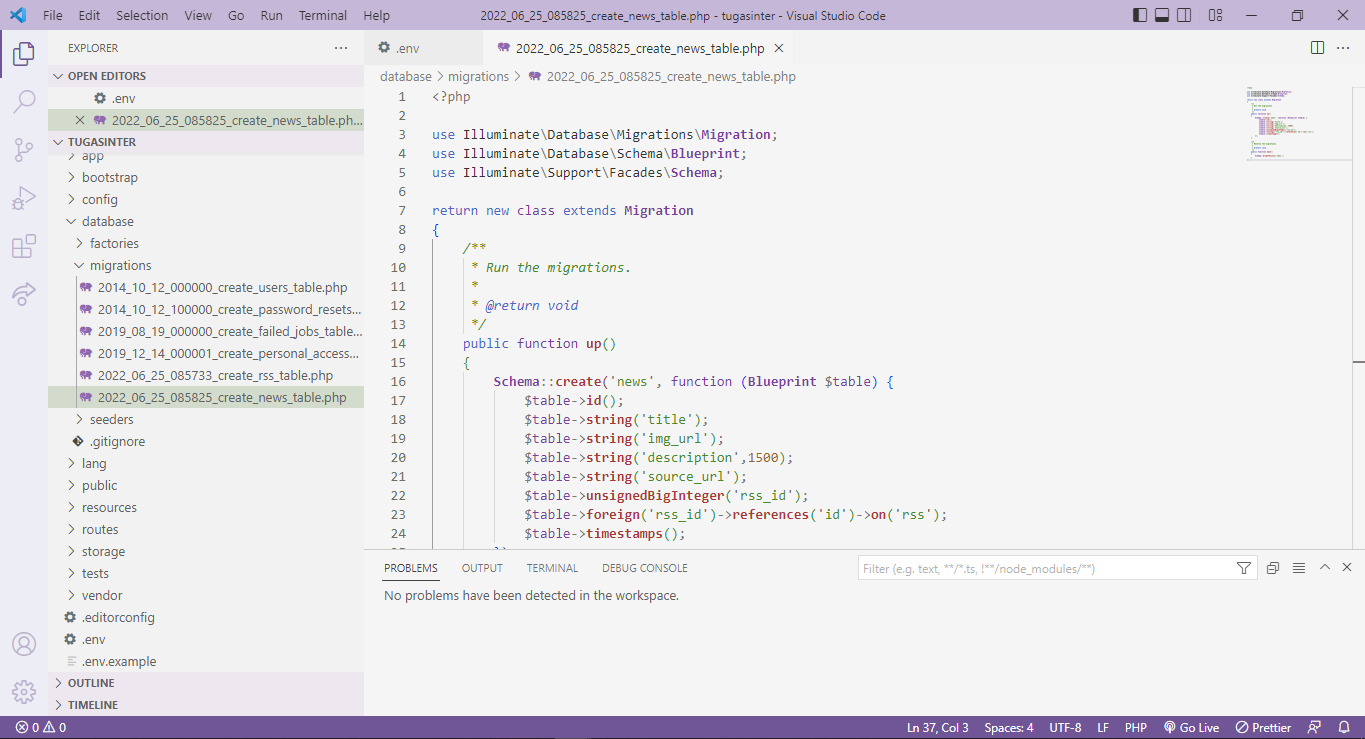 File Edit Selection View Go Run Terminal Help 2022_06_25_085825_create_news_table.php - tugasinter - Visual Studio Code
EXPLORER
OPEN EDITORS
.env
2022_06_25_085825_create_news_table.ph...
TUGASINTER
app
bootstrap
config
database
factories
migrations
2014_10_12_000000_create_users_table.php
2014_10_12_100000_create_password_resets...
2019_08_19_000000_create_failed_jobs_table...
2019_12_14_000001_create_personal_access...
2022_06_25_085733_create_rss_table.php
2022_06_25_085825_create_news_table.php
seeders
.gitignore
lang
public
resources
routes
storage
tests
vendor
.editorconfig
.env
.env.example
OUTLINE
TIMELINE
.env 2022_06_25_085825_create_news_table.php
database > migrations > 2022_06_25_085825_create_news_table.php
1 <?php
2
3 use Illuminate\Database\Migrations\Migration;
4 use Illuminate\Database\Schema\Blueprint;
5 use Illuminate\Support\Facades\Schema;
6
7 return new class extends Migration
8 {
9 /**
10 * Run the migrations.
11 *
12 * @return void
13 */
14 public function up()
15 {
16 Schema::create('news', function (Blueprint $table) {
17 $table->id();
18 $table->string('title');
19 $table->string('img_url');
20 $table->string('description',1500);
21 $table->string('source_url');
22 $table->unsignedBigInteger('rss_id');
23 $table->foreign('rss_id')->references('id')->on('rss');
24 $table->timestamps();
PROBLEMS OUTPUT TERMINAL DEBUG CONSOLE Filter (e.g. text, **/*.ts, !**/node_modules/**)
No problems have been detected in the workspace.
0 0 Ln 37, Col 3 Spaces: 4 UTF-8 LF PHP Go Live Prettier